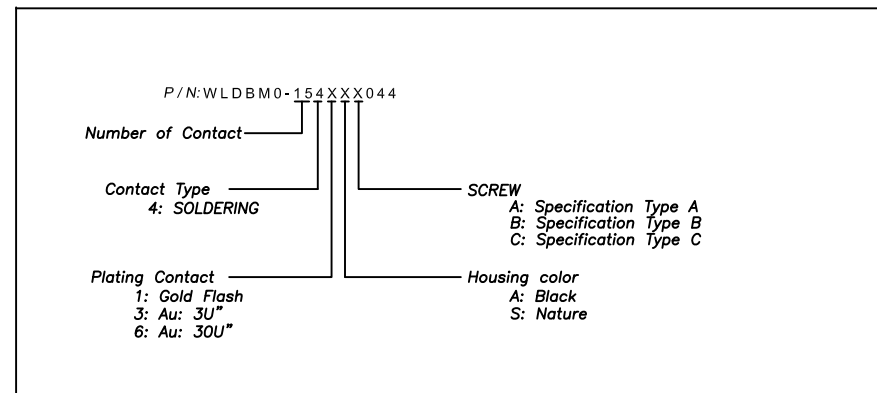 P/N:WLDBM0-154XXX044
Number of Contact
Contact Type
4: SOLDERING
SCREW
A: Specification Type A
B: Specification Type B
C: Specification Type C
Plating Contact
1: Gold Flash
3: Au: 3U"
6: Au: 30U"
Housing color
A: Black
S: Nature